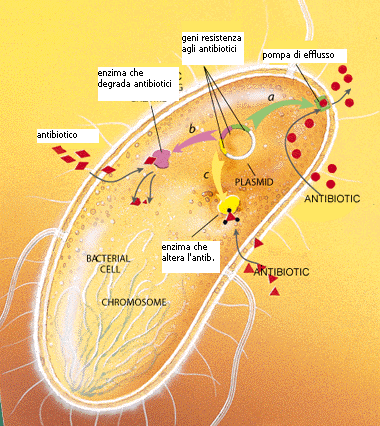 geni resistenza
agli antibiotici
pompa di efflusso
enzima che
degrada antibiotici
a
antibiotico
b
c
PLASMID
ANTIBIOTIC
enzima che
altera l'antib.
BACTERIAL
CELL
ANTIBIOTIC
CHROMOSOME